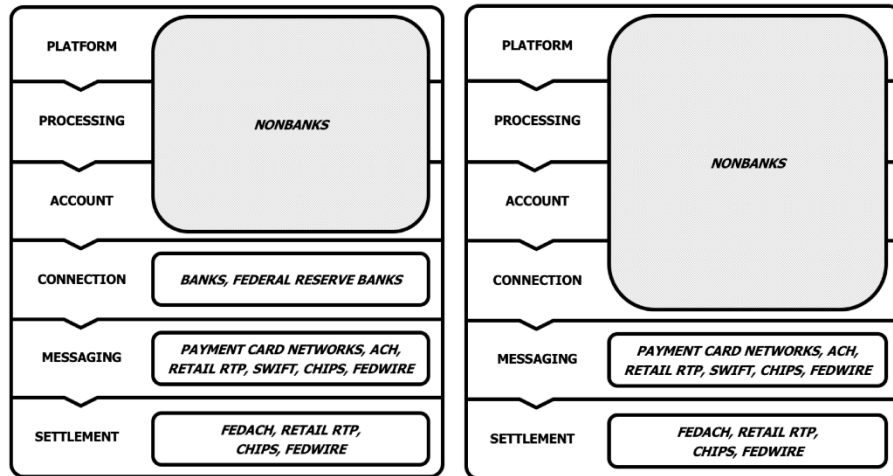 PLATFORM
PROCESSING
NONBANKS
ACCOUNT
CONNECTION
BANKS, FEDERAL RESERVE BANKS
MESSAGING
PAYMENT CARD NETWORKS, ACH,
RETAIL RTP, SWIFT, CHIPS, FEDWIRE
SETTLEMENT
FEDACH, RETAIL RTP,
CHIPS, FEDWIRE
PLATFORM
PROCESSING
NONBANKS
ACCOUNT
CONNECTION
MESSAGING
PAYMENT CARD NETWORKS, ACH,
RETAIL RTP, SWIFT, CHIPS, FEDWIRE
SETTLEMENT
FEDACH, RETAIL RTP,
CHIPS, FEDWIRE